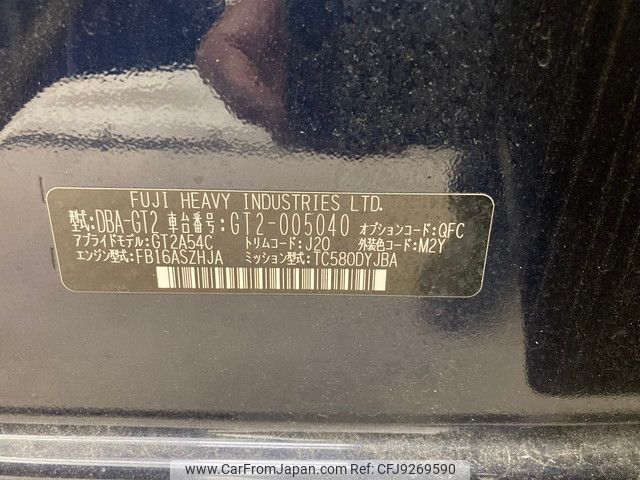 FUJI HEAVY INDUSTRIES LTD.
型式:DBA-GT2 車台番号:GT2-005040 オプションコード:QFC
アプライドモデル:GT2A54C トリムコード:J20 外装色コード:M2Y
エンジン型式:FB16ASZHJA ミッション型式:TC580DYJBA
www.CAR FROM JAPAN.com | CFJ9269590